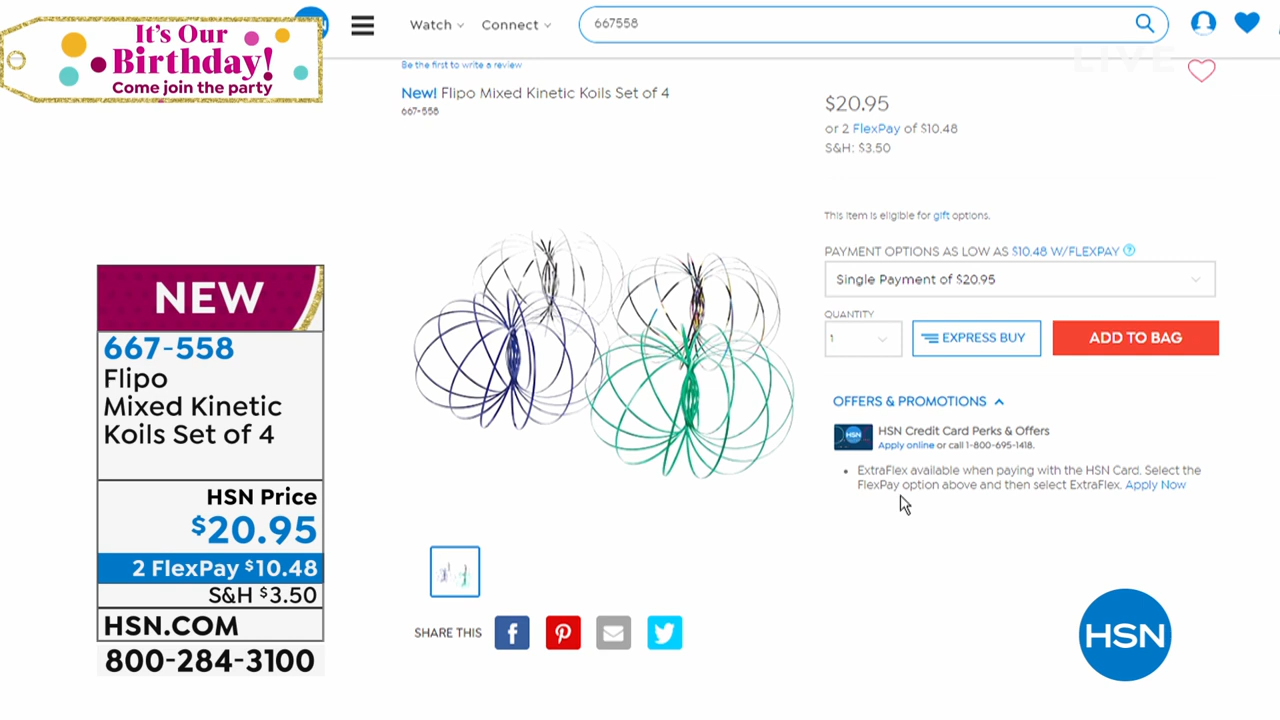 It's Our
Birthday!
Come join the party
Watch
Connect
667558
LIVE
Be the first to write a review
New! Flipo Mixed Kinetic Koils Set of 4
667-558
$20.95
or 2 FlexPay of $10.48
S&H: $3.50
This item is eligible for gift options.
PAYMENT OPTIONS AS LOW AS $10.48 W/FLEXPAY ?
Single Payment of $20.95
QUANTITY
1
EXPRESS BUY
ADD TO BAG
OFFERS & PROMOTIONS
HSN
HSN Credit Card Perks & Offers
Apply online or call 1-800-695-1418.
• ExtraFlex available when paying with the HSN Card. Select the
FlexPay option above and then select ExtraFlex. Apply Now
NEW
667-558
Flipo
Mixed Kinetic
Koils Set of 4
HSN Price
$20.95
2 FlexPay $10.48
S&H $3.50
HSN.COM
800-284-3100
SHARE THIS
HSN